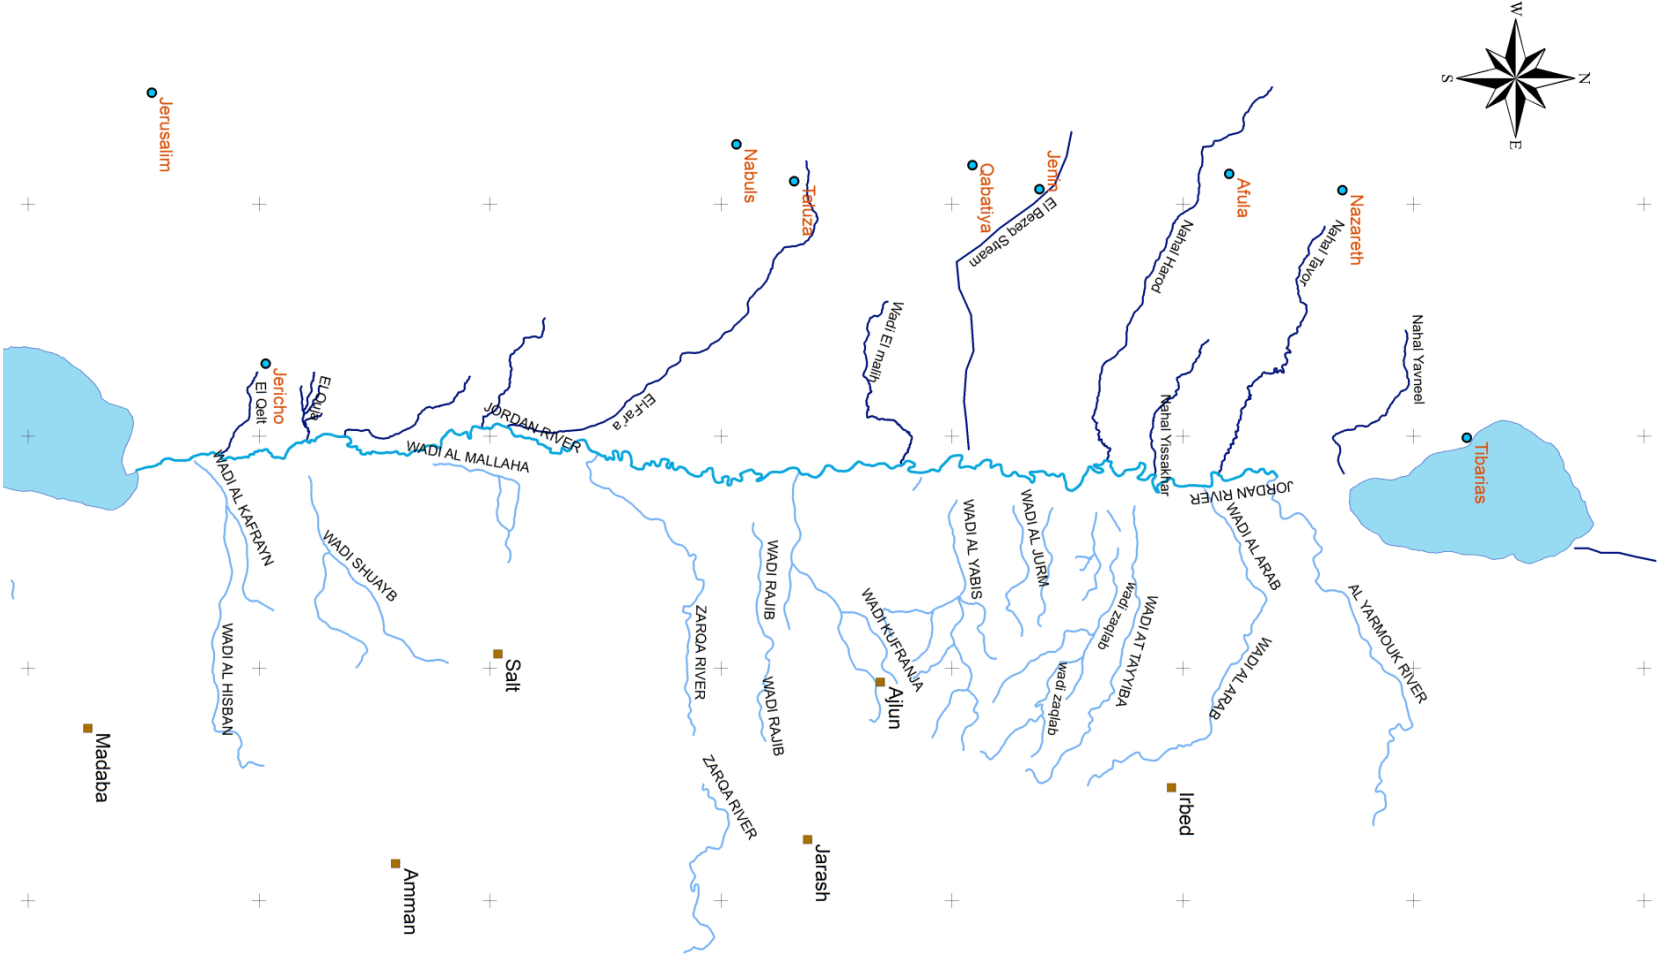 W
N
S
E
Jerusalim
Nabuls
Taluza
Qabatiya
Jenin
Afula
Nazareth
Tibarias
Jericho
El Qelt
El Quja
El-Far'a
Wadi El malih
El Bezeq Stream
Nahal Harod
Nahal Yissakhar
Nahal Tavor
Nahal Yavneel
JORDAN RIVER
JORDAN RIVER
WADI AL MALLAHA
WADI AL KAFRAYN
WADI SHUAYB
WADI AL HISBAN
ZARQA RIVER
ZARQA RIVER
WADI RAJIB
WADI RAJIB
WADI KUFRANJA
WADI AL YABIS
WADI AL JURM
wadi zaqlab
wadi zaqlab
WADI AT TAYYIBA
WADI AL ARAB
WADI AL ARAB
AL YARMOUK RIVER
Salt
Madaba
Amman
Ajlun
Jarash
Irbed